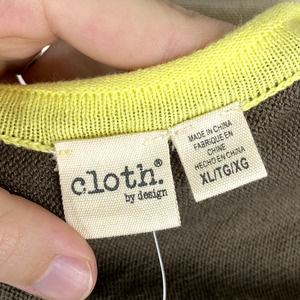 cloth.®
by design
MADE IN CHINA
FABRIQUE EN
CHINE
HECHO EN CHINA
XL/TG/XG